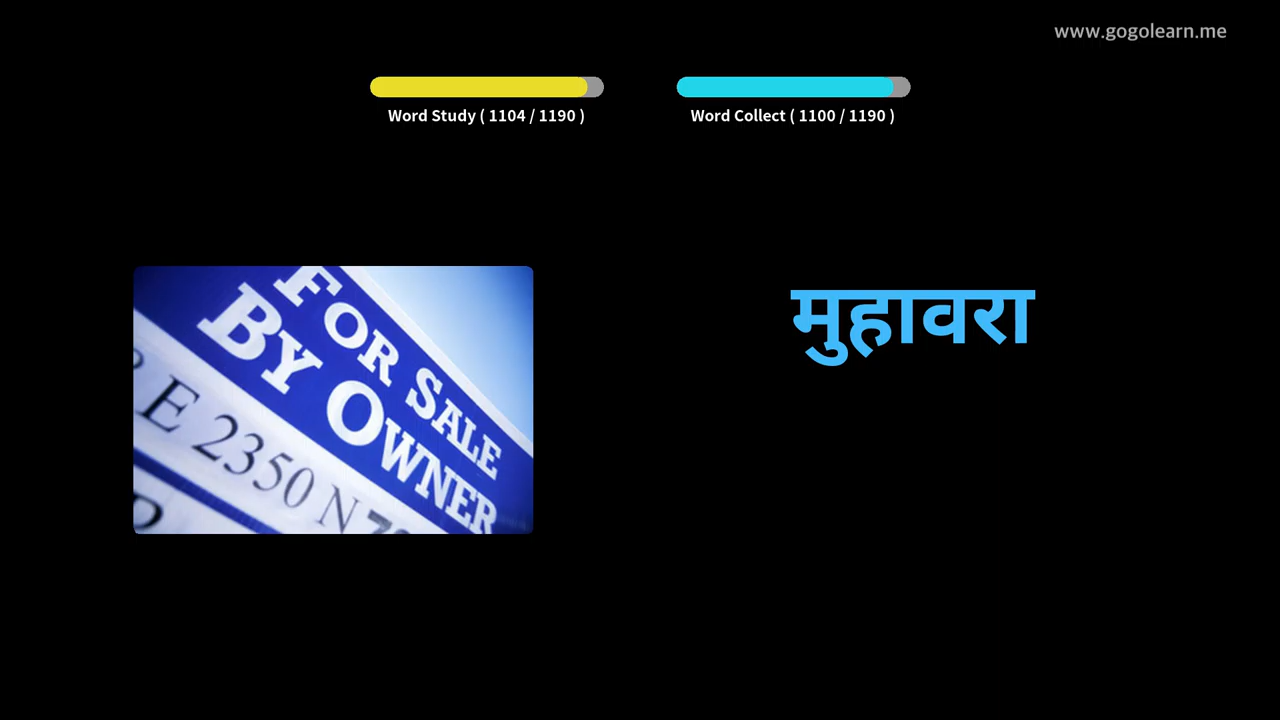 www.gogolearn.me
Word Study ( 1104 / 1190 )
Word Collect ( 1100 / 1190 )
FOR SALE
BY OWNER
E 2350 N
मुहावरा